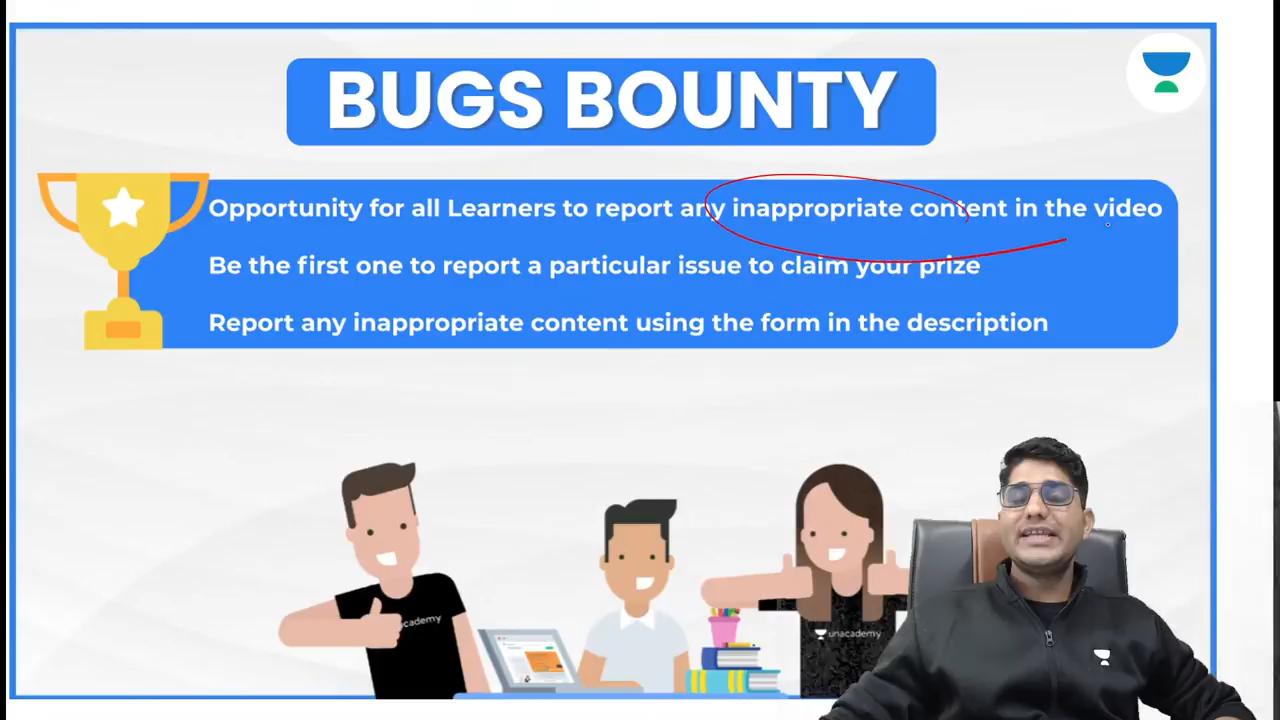 BUGS BOUNTY
Opportunity for all Learners to report any inappropriate content in the video
Be the first one to report a particular issue to claim your prize
Report any inappropriate content using the form in the description
unacademy